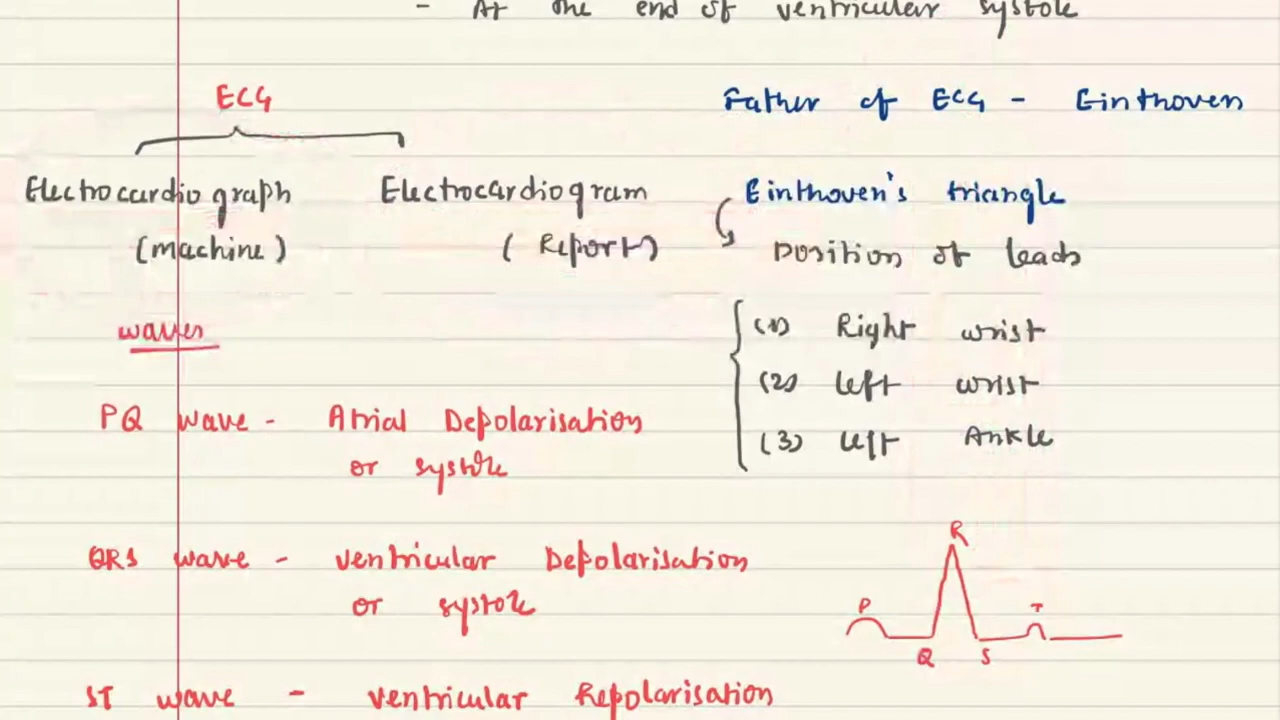 - At the end of ventricular systole
ECG
Father of ECG - Einthoven
Electrocardiograph
Electrocardiogram
(machine)
(Report)
Einthoven's triangle
Position of leads
(1) Right wrist
(2) left wrist
(3) left Ankle
waves
PQ wave - Atrial Depolarisation
or systole
QRS wave - ventricular Depolarisation
or systole
R
P
T
Q
S
ST wave - ventricular Repolarisation